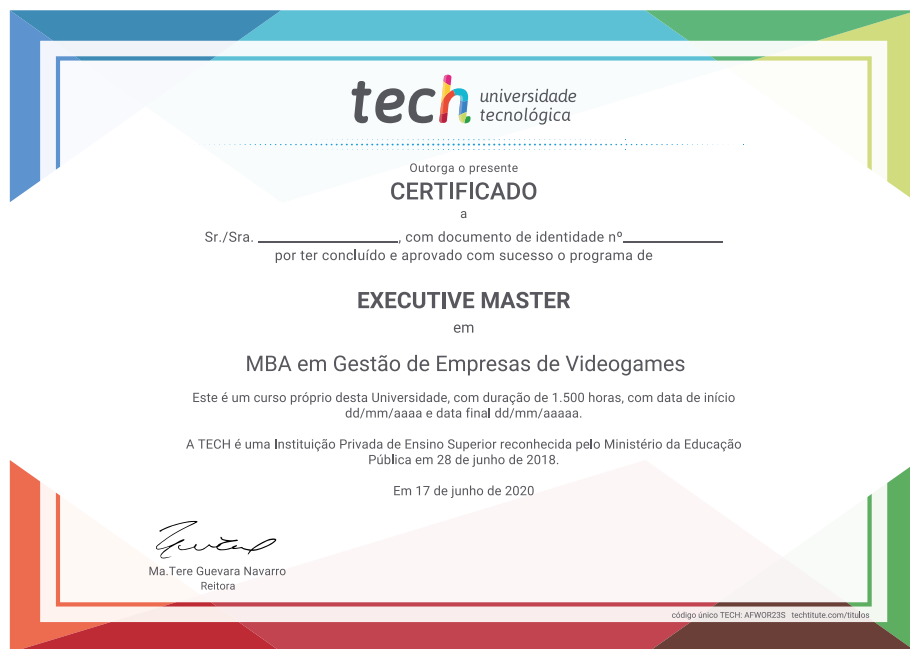 tech universidade
tecnológica
Outorga o presente
CERTIFICADO
a
Sr./Sra. ____________________, com documento de identidade nº______________
por ter concluído e aprovado com sucesso o programa de
EXECUTIVE MASTER
em
MBA em Gestão de Empresas de Videogames
Este é um curso próprio desta Universidade, com duração de 1.500 horas, com data de início
dd/mm/aaaa e data final dd/mm/aaaaa.
A TECH é uma Instituição Privada de Ensino Superior reconhecida pelo Ministério da Educação
Pública em 28 de junho de 2018.
Em 17 de junho de 2020
Ma.Tere Guevara Navarro
Reitora
código único TECH: AFWOR23S techtitute.com/titulos